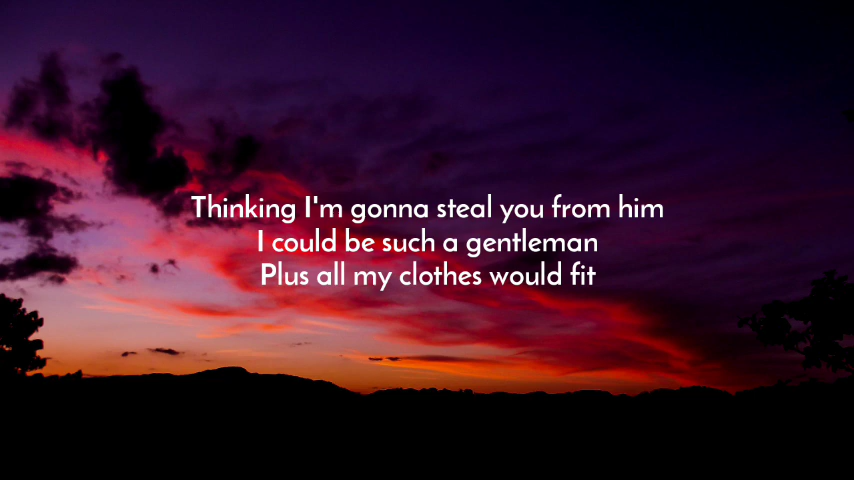 Thinking I'm gonna steal you from him
I could be such a gentleman
Plus all my clothes would fit